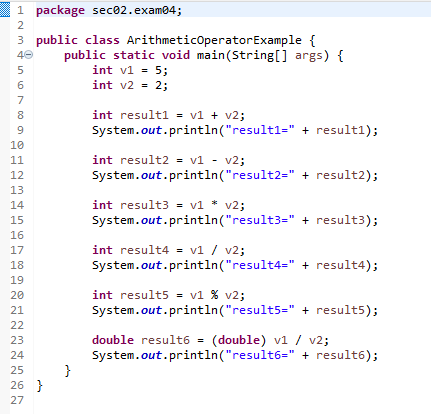 1 package sec02.exam04;
2
3 public class ArithmeticOperatorExample {
4 public static void main(String[] args) {
5 int v1 = 5;
6 int v2 = 2;
7
8 int result1 = v1 + v2;
9 System.out.println("result1=" + result1);
10
11 int result2 = v1 - v2;
12 System.out.println("result2=" + result2);
13
14 int result3 = v1 * v2;
15 System.out.println("result3=" + result3);
16
17 int result4 = v1 / v2;
18 System.out.println("result4=" + result4);
19
20 int result5 = v1 % v2;
21 System.out.println("result5=" + result5);
22
23 double result6 = (double) v1 / v2;
24 System.out.println("result6=" + result6);
25 }
26 }
27